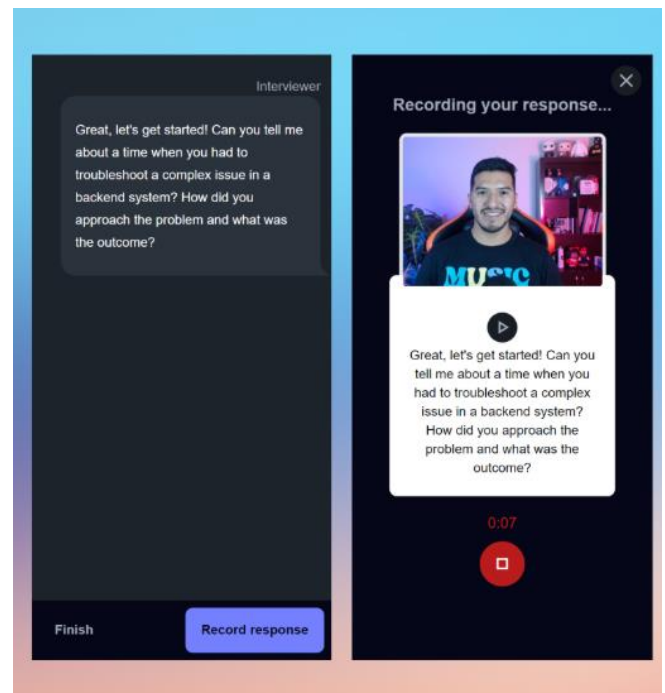 Interviewer
Great, let's get started! Can you tell me
about a time when you had to
troubleshoot a complex issue in a
backend system? How did you
approach the problem and what was
the outcome?
Finish
Record response
Recording your response...
MUSIC
Great, let's get started! Can you
tell me about a time when you
had to troubleshoot a complex
issue in a backend system?
How did you approach the
problem and what was the
outcome?
0:07